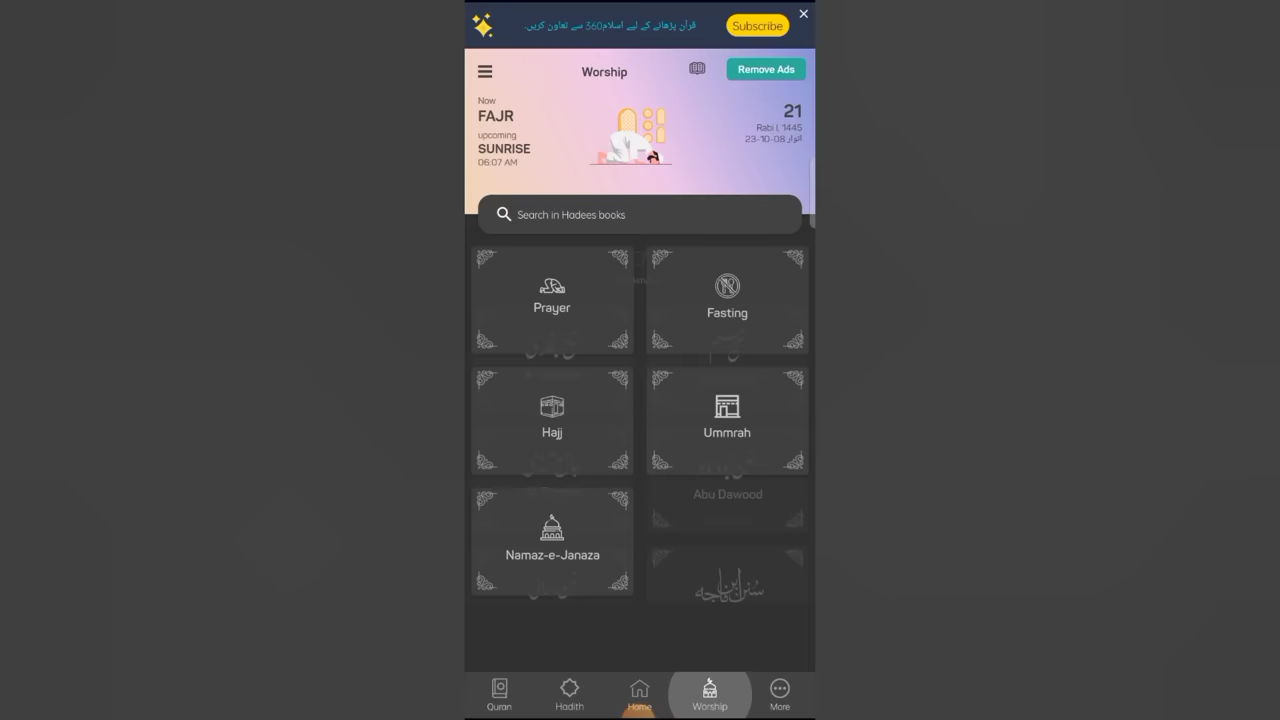 قرآن پڑھانے کے لیے اسلام360 سے تعاون کریں.
Subscribe
Worship
Remove Ads
Now
FAJR
upcoming
SUNRISE
06:07 AM
21
Rabi I, 1445
اتوار 08-10-23
Search in Hadees books
Prayer
Fasting
Hajj
Ummrah
Abu Dawood
Namaz-e-Janaza
سُنن ابن ماجه
Quran
Hadith
Home
Worship
More